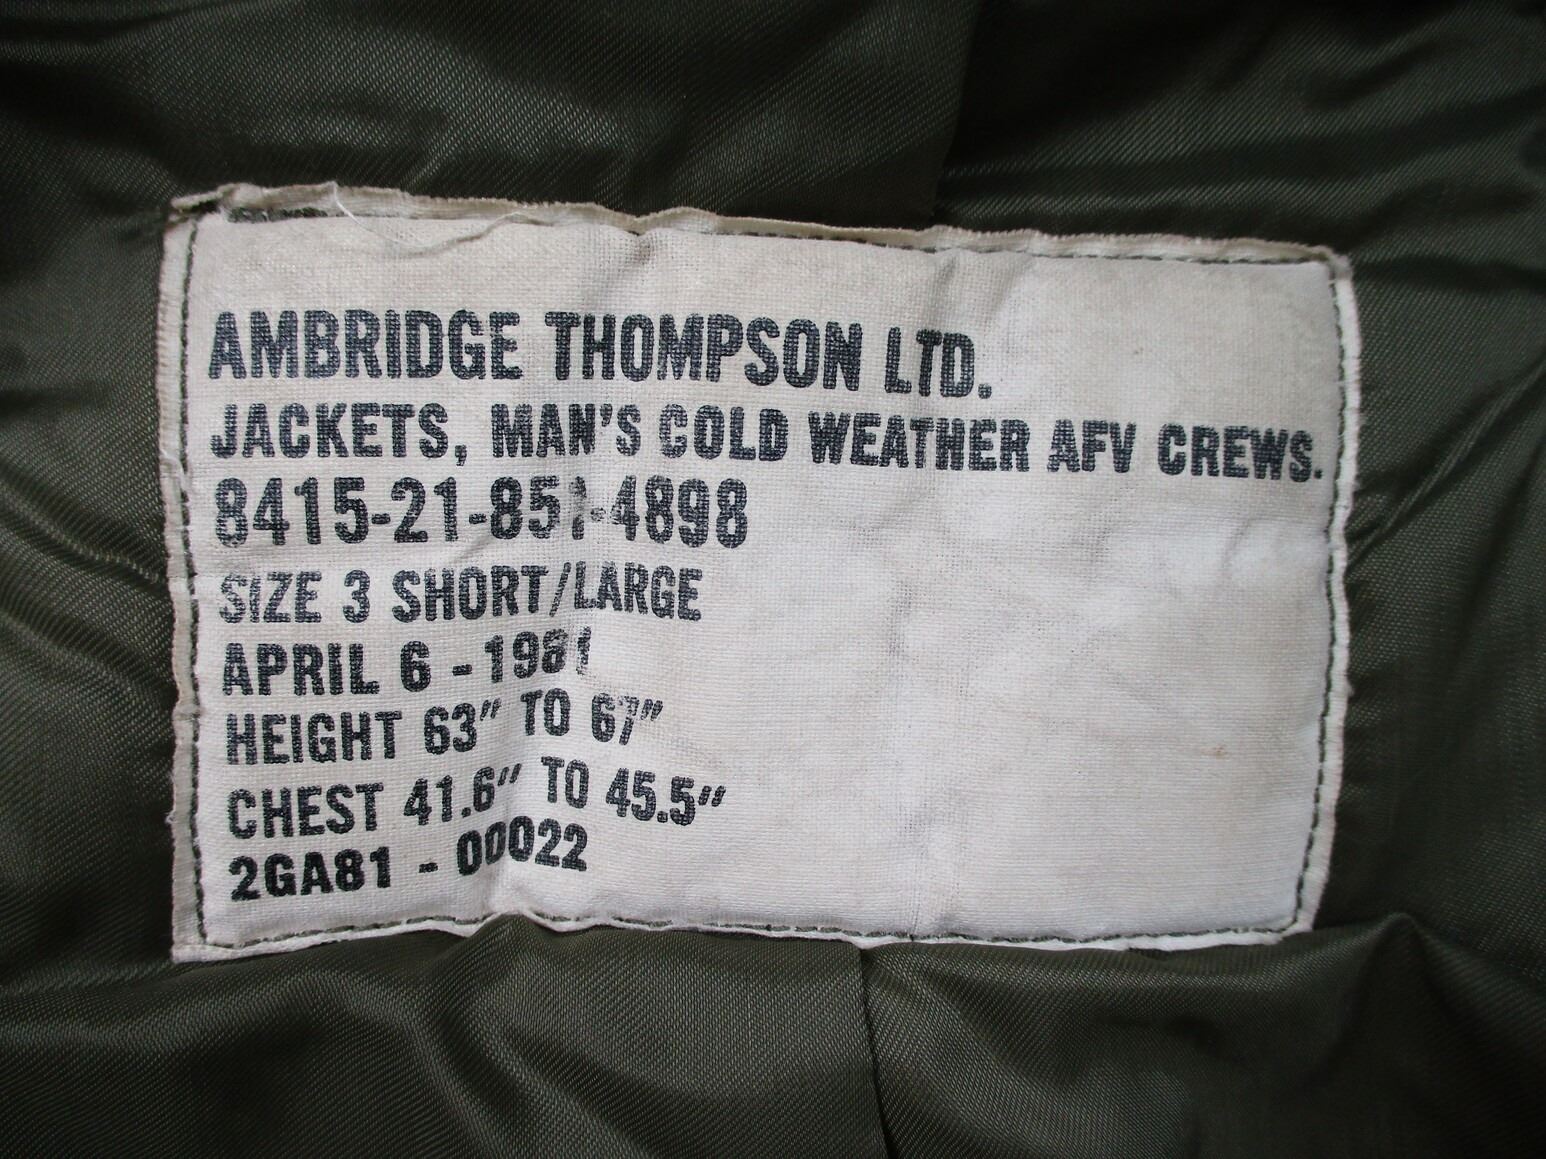 AMBRIDGE THOMPSON LTD.
JACKETS, MAN'S COLD WEATHER AFV CREWS.
8415-21-851-4898
SIZE 3 SHORT/LARGE
APRIL 6 - 1981
HEIGHT 63" TO 67"
CHEST 41.6" TO 45.5"
2GA81 - 00022